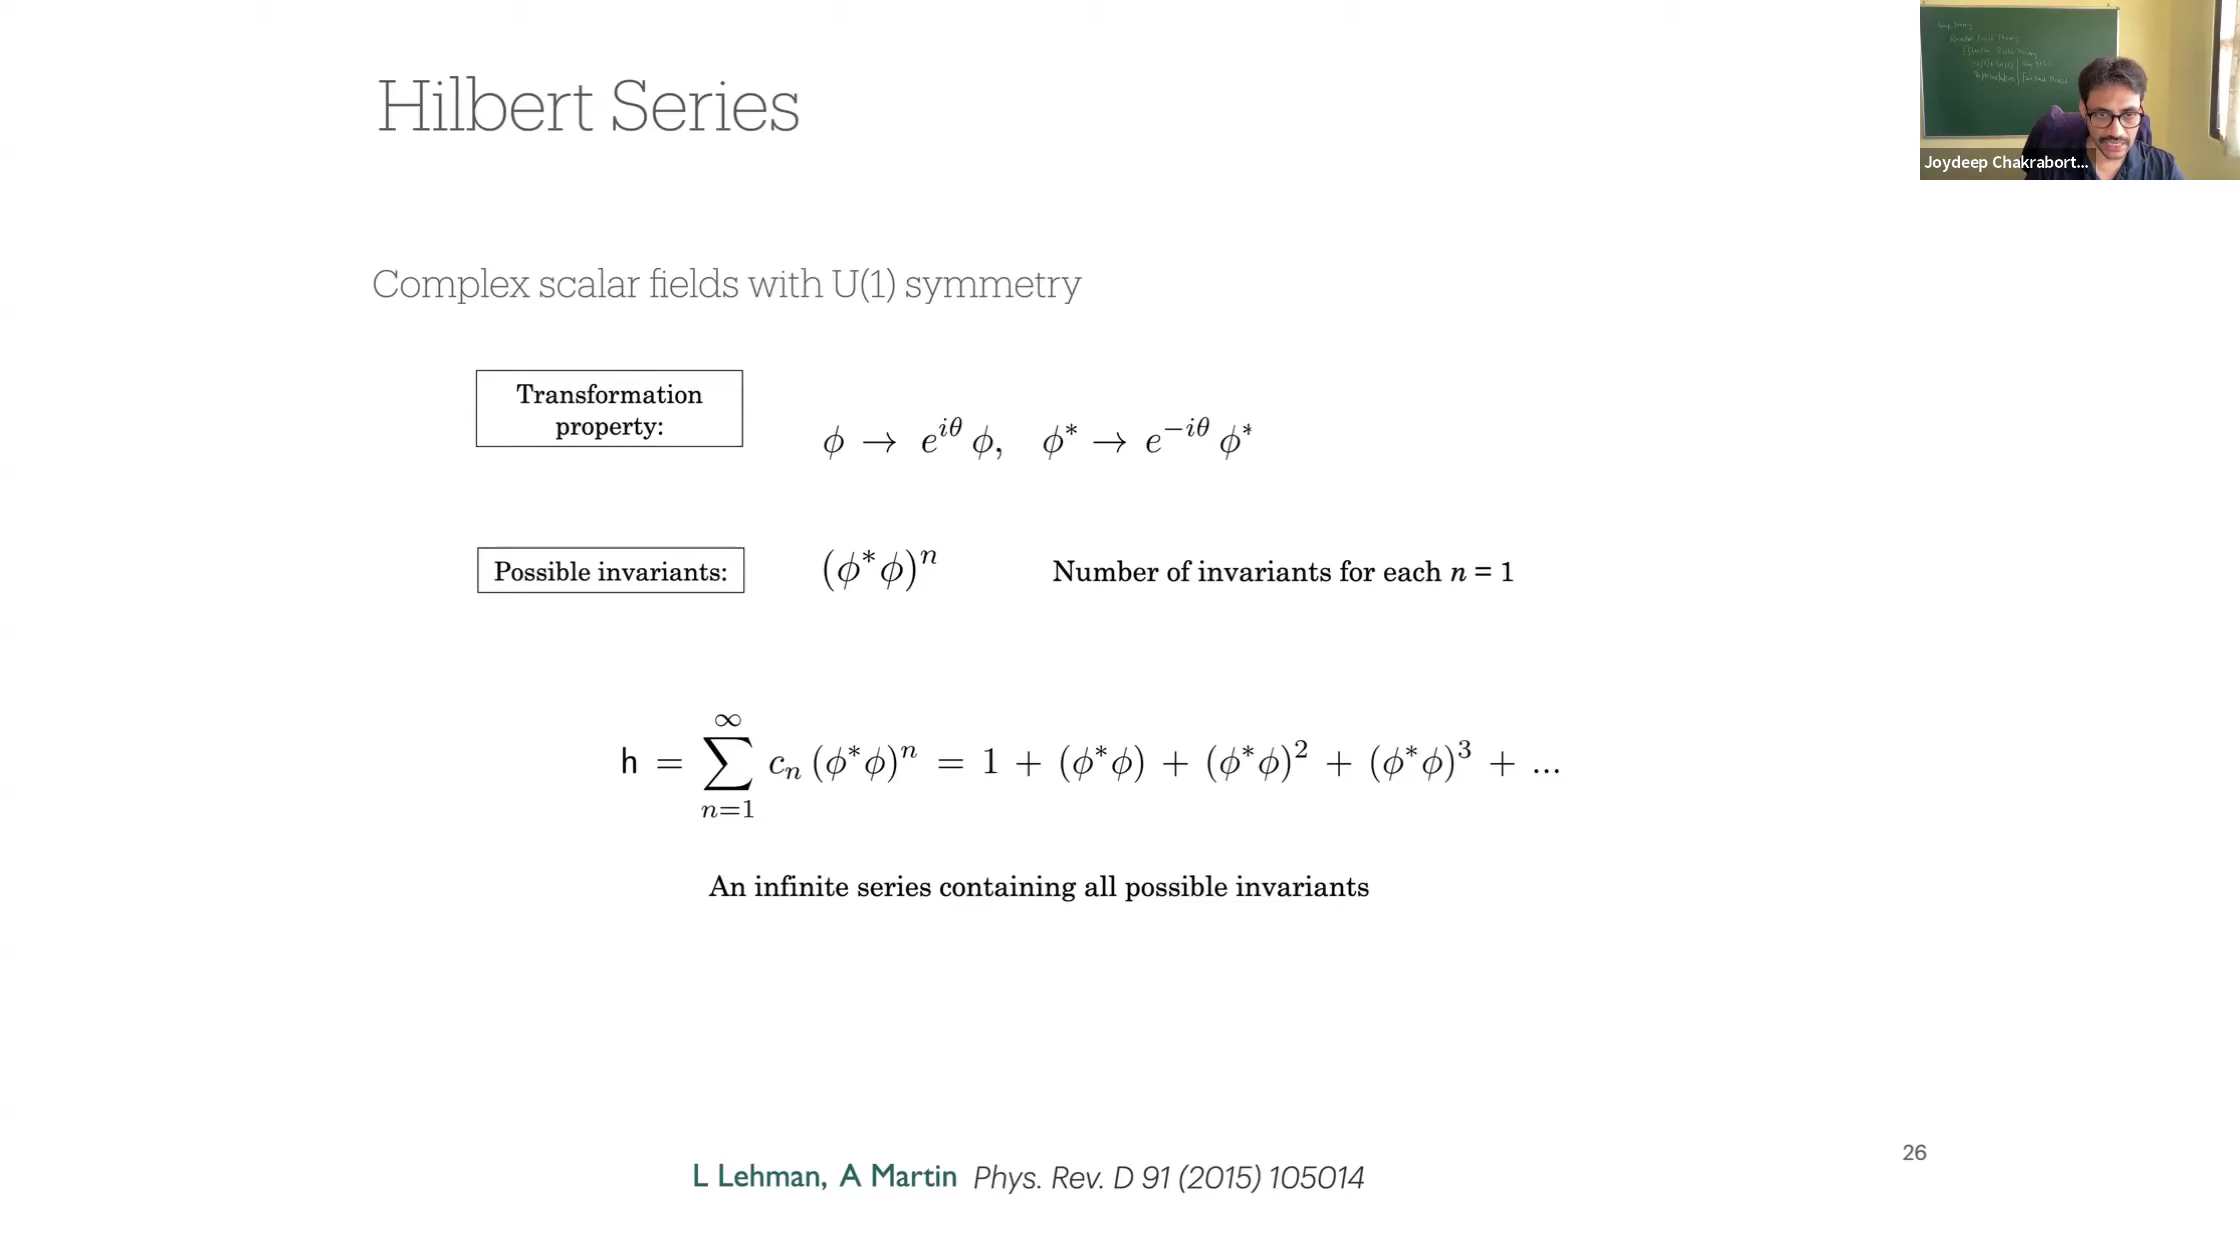 Hilbert Series
Joydeep Chakrabort...
Complex scalar fields with U(1) symmetry
Transformation
property:
ϕ → e^{iθ} ϕ, ϕ* → e^{-iθ} ϕ*
Possible invariants:
(ϕ*ϕ)^n
Number of invariants for each n = 1
h = \sum_{n=1}^{∞} c_n (ϕ*ϕ)^n = 1 + (ϕ*ϕ) + (ϕ*ϕ)^2 + (ϕ*ϕ)^3 + ...
An infinite series containing all possible invariants
26
L Lehman, A Martin Phys. Rev. D 91 (2015) 105014